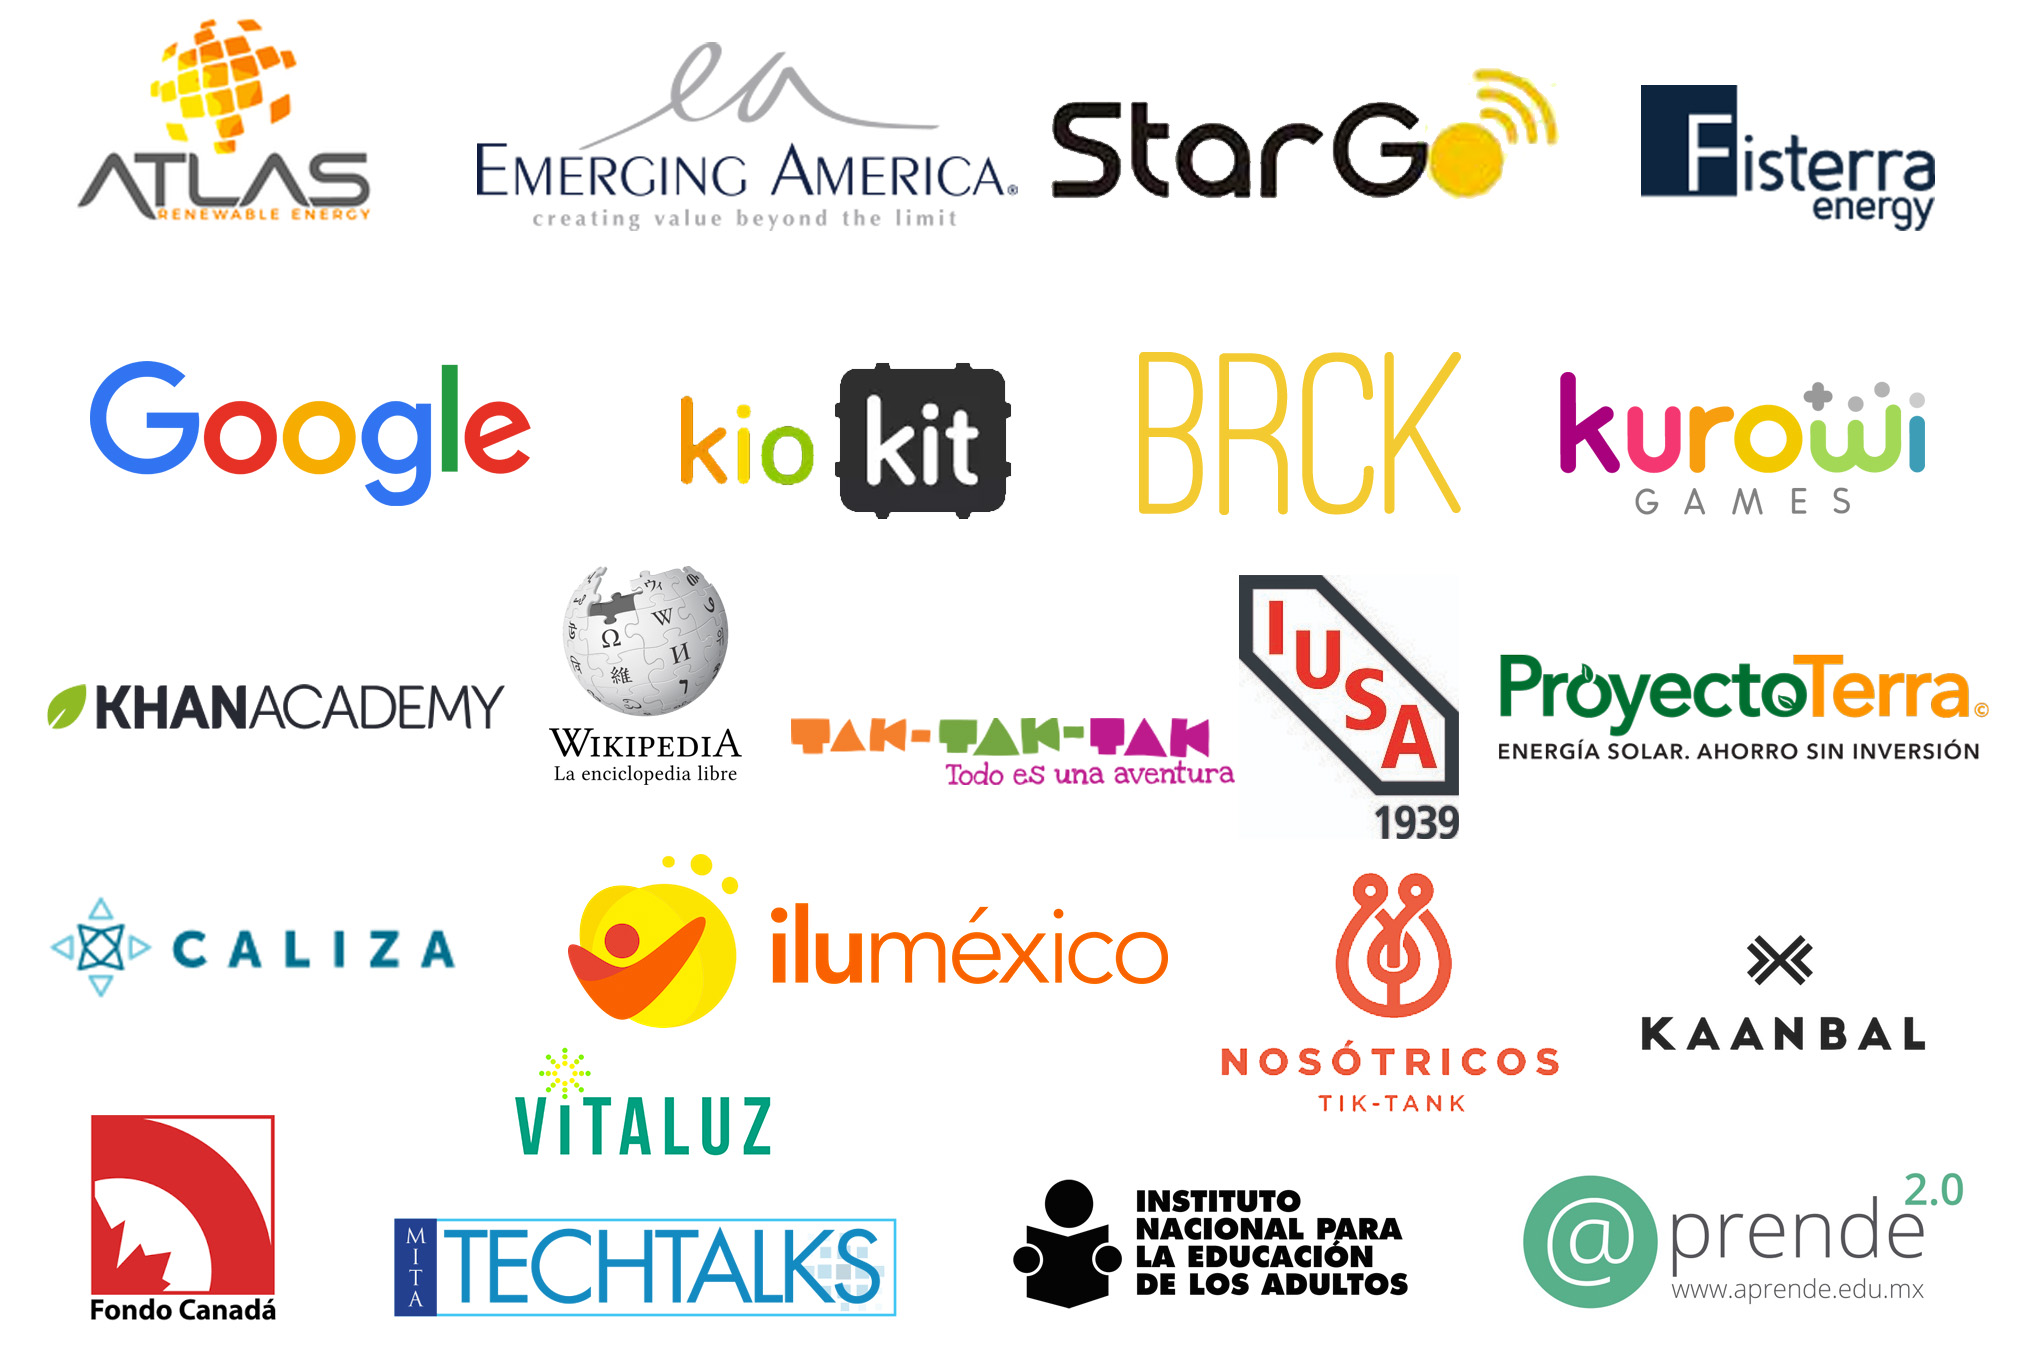 ATLAS
RENEWABLE ENERGY
ea
EMERGING AMERICA®
creating value beyond the limit
StarGo
Fisterra
energy
Google
kio kit
BRCK
kurowi
GAMES
KHANACADEMY
Ω W И 維
WIKIPEDIA
La enciclopedia libre
TAK-TAK-TAK
Todo es una aventura
IUSA
1939
ProyectoTerra©
ENERGÍA SOLAR. AHORRO SIN INVERSIÓN
CALIZA
iluméxico
NOSÓTRICOS
TIK-TANK
KAANBAL
VITALUZ
Fondo Canadá
MITA
TECHTALKS
INSTITUTO
NACIONAL PARA
LA EDUCACIÓN
DE LOS ADULTOS
@prende 2.0
www.aprende.edu.mx